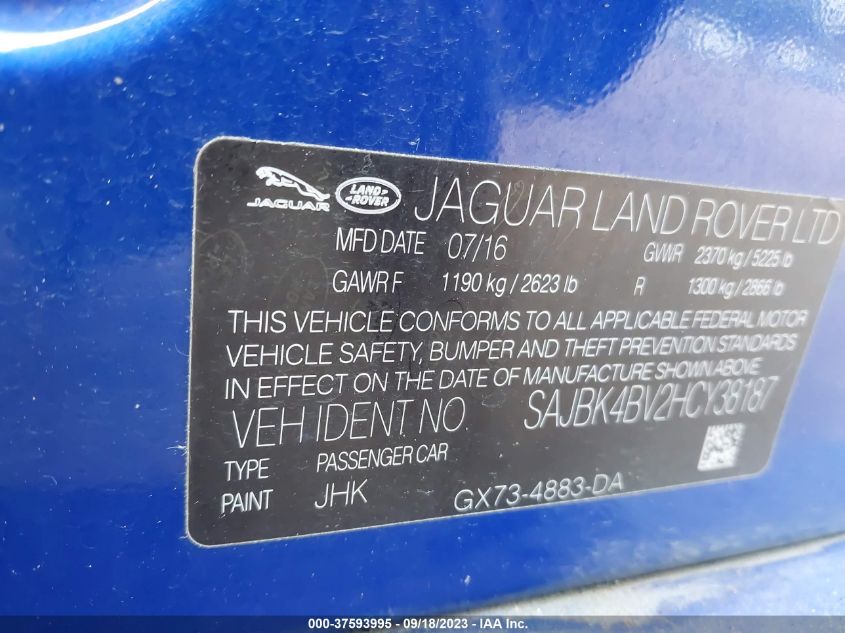 JAGUAR LAND ROVER JAGUAR LAND ROVER LTD
MFD DATE 07/16 GVWR 2370 kg / 5225 lb
GAWR F 1190 kg / 2623 lb R 1300 kg / 2866 lb
THIS VEHICLE CONFORMS TO ALL APPLICABLE FEDERAL MOTOR
VEHICLE SAFETY, BUMPER AND THEFT PREVENTION STANDARDS
IN EFFECT ON THE DATE OF MANUFACTURE SHOWN ABOVE
VEH IDENT NO SAJBK4BV2HCY38187
TYPE PASSENGER CAR
PAINT JHK GX73-4883-DA
000-37593995 - 09/18/2023 - IAA Inc.